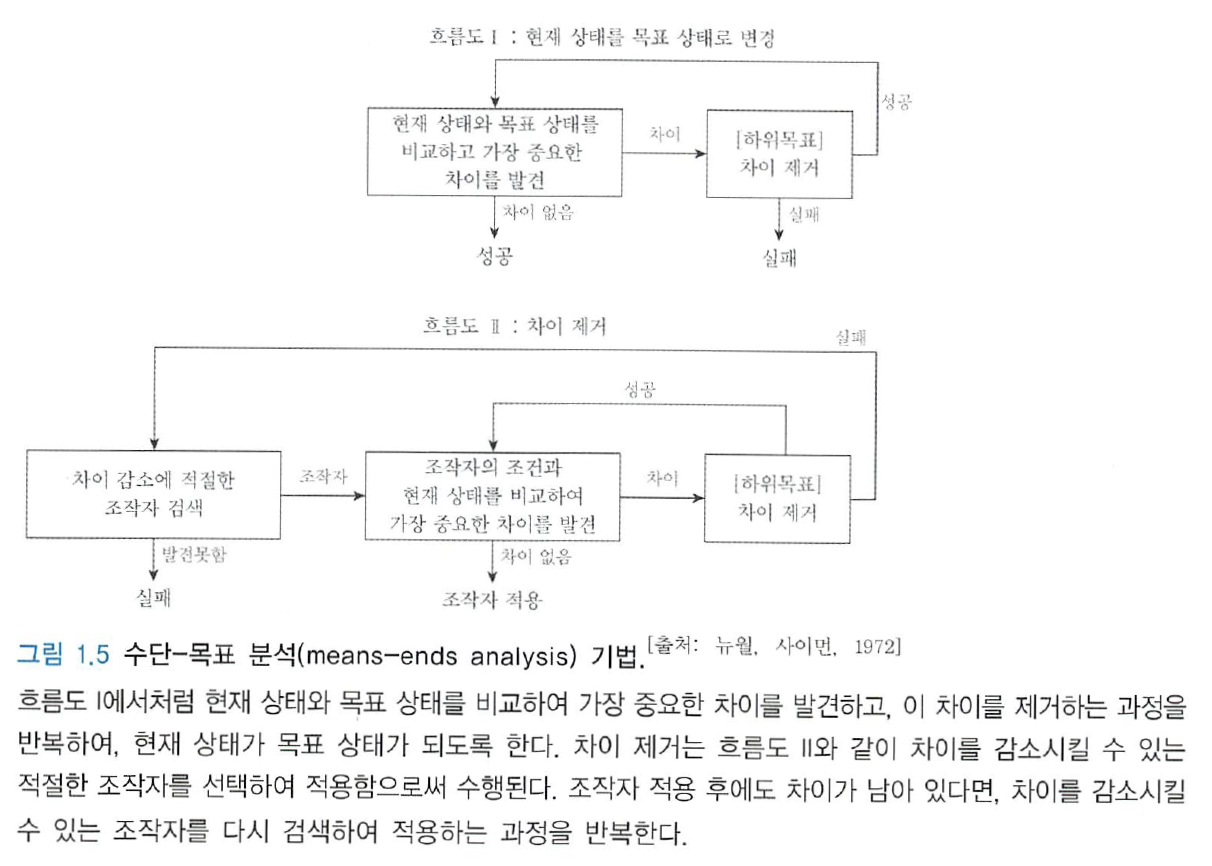 흐름도 I : 현재 상태를 목표 상태로 변경
성공
현재 상태와 목표 상태를
비교하고 가장 중요한
차이를 발견
차이
[하위목표]
차이 제거
차이 없음
실패
성공
실패
흐름도 II : 차이 제거
실패
성공
차이 감소에 적절한
조작자 검색
조작자
조작자의 조건과
현재 상태를 비교하여
가장 중요한 차이를 발견
차이
[하위목표]
차이 제거
발견못함
차이 없음
실패
조작자 적용
그림 1.5 수단-목표 분석(means-ends analysis) 기법.[출처: 뉴월, 사이먼, 1972]
흐름도 I에서처럼 현재 상태와 목표 상태를 비교하여 가장 중요한 차이를 발견하고, 이 차이를 제거하는 과정을
반복하여, 현재 상태가 목표 상태가 되도록 한다. 차이 제거는 흐름도 II와 같이 차이를 감소시킬 수 있는
적절한 조작자를 선택하여 적용함으로써 수행된다. 조작자 적용 후에도 차이가 남아 있다면, 차이를 감소시킬
수 있는 조작자를 다시 검색하여 적용하는 과정을 반복한다.